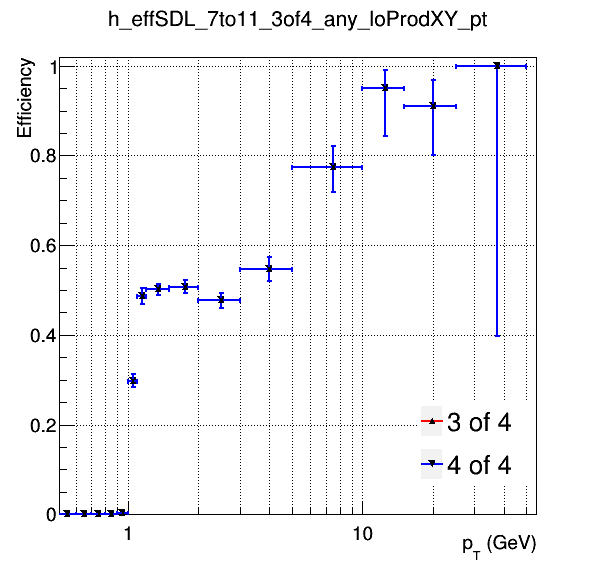 h_effSDL_7to11_3of4_any_loProdXY_pt
Efficiency
1
0.8
0.6
0.4
0.2
0
3 of 4
4 of 4
1
10
p_T (GeV)